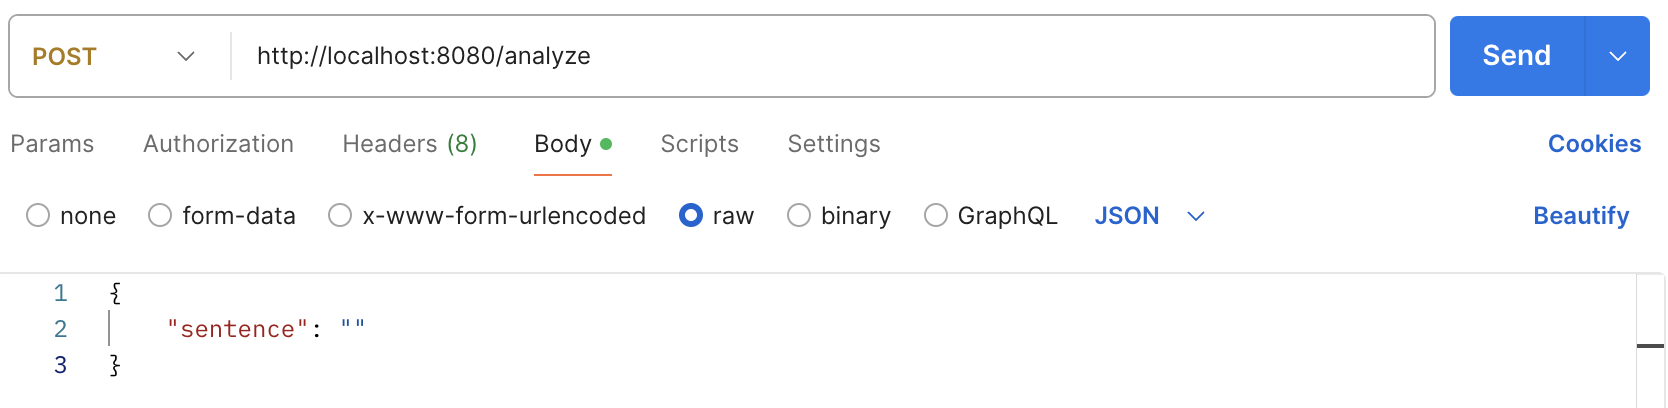 POST http://localhost:8080/analyze Send
Params Authorization Headers (8) Body Scripts Settings Cookies
none form-data x-www-form-urlencoded raw binary GraphQL JSON Beautify
1 {
2 "sentence": ""
3 }